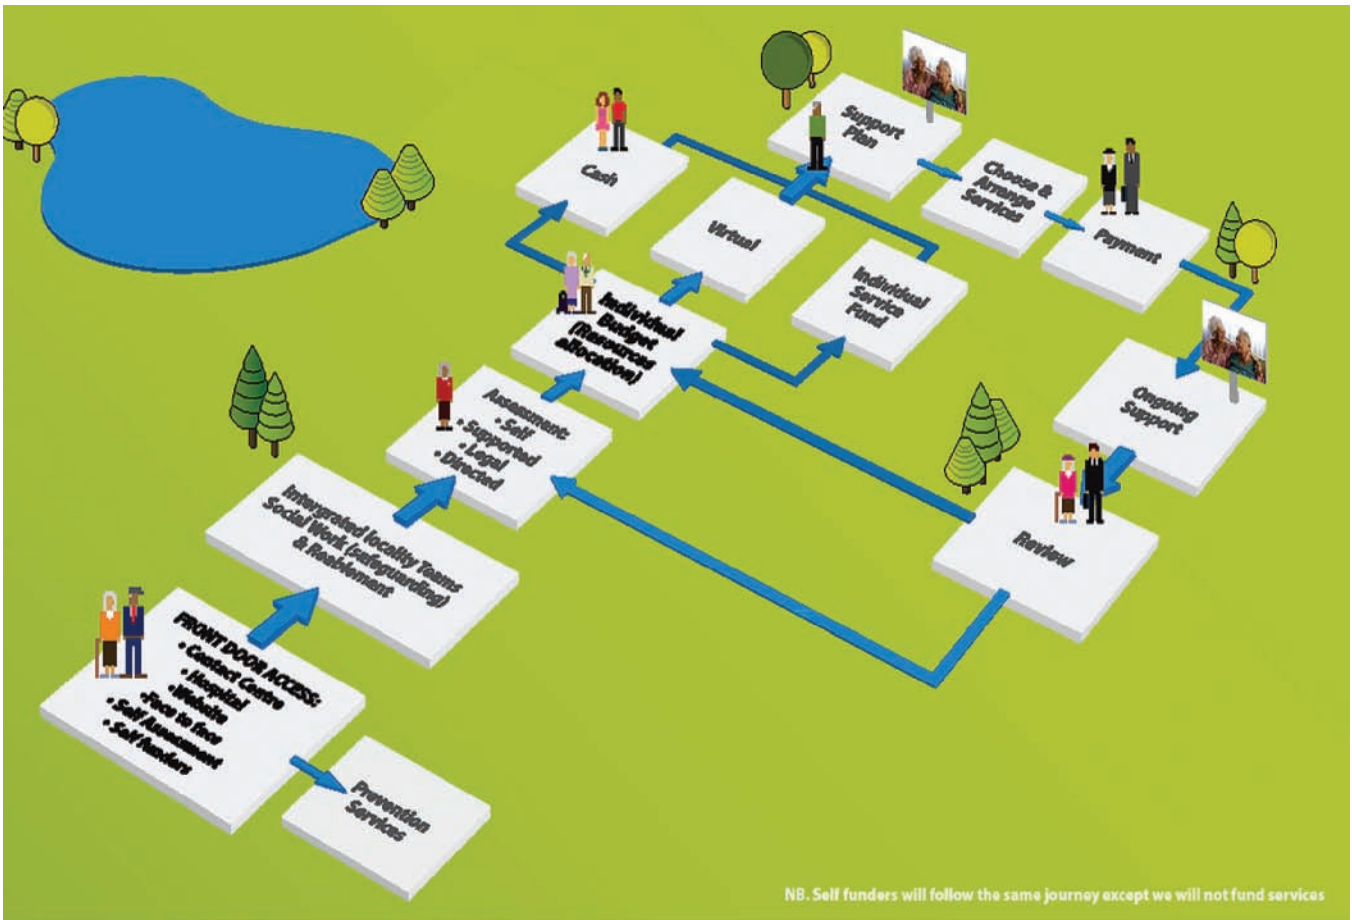 Support
Plan
Cash
Choose &
Arrange
Services
Virtual
Payment
Individual
Service
Fund
Individual
Budget
(Resources
allocation)
Ongoing
Support
Assessment:
• Self
• Supported
• Legal
• Directed
Intergrated locality Teams
Social Work (safeguarding)
& Reablement
Review
FRONT DOOR ACCESS:
• Contact Centre
• Hospital
• Website
• Face to face
• Self Assessment
• Self funders
Prevention
Services
NB. Self funders will follow the same journey except we will not fund services